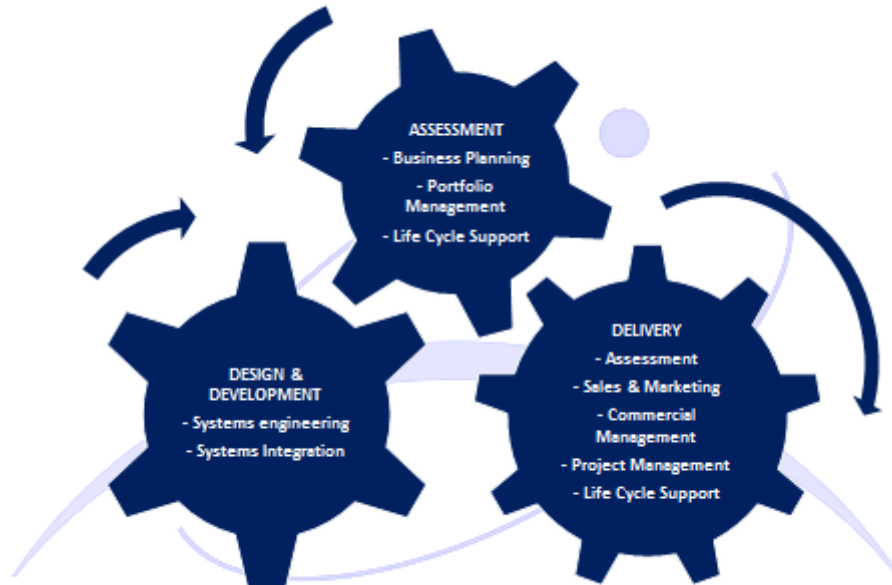 ASSESSMENT
- Business Planning
- Portfolio
Management
- Life Cycle Support
DESIGN &
DEVELOPMENT
- Systems engineering
- Systems Integration
DELIVERY
- Assessment
- Sales & Marketing
- Commercial
Management
- Project Management
- Life Cycle Support